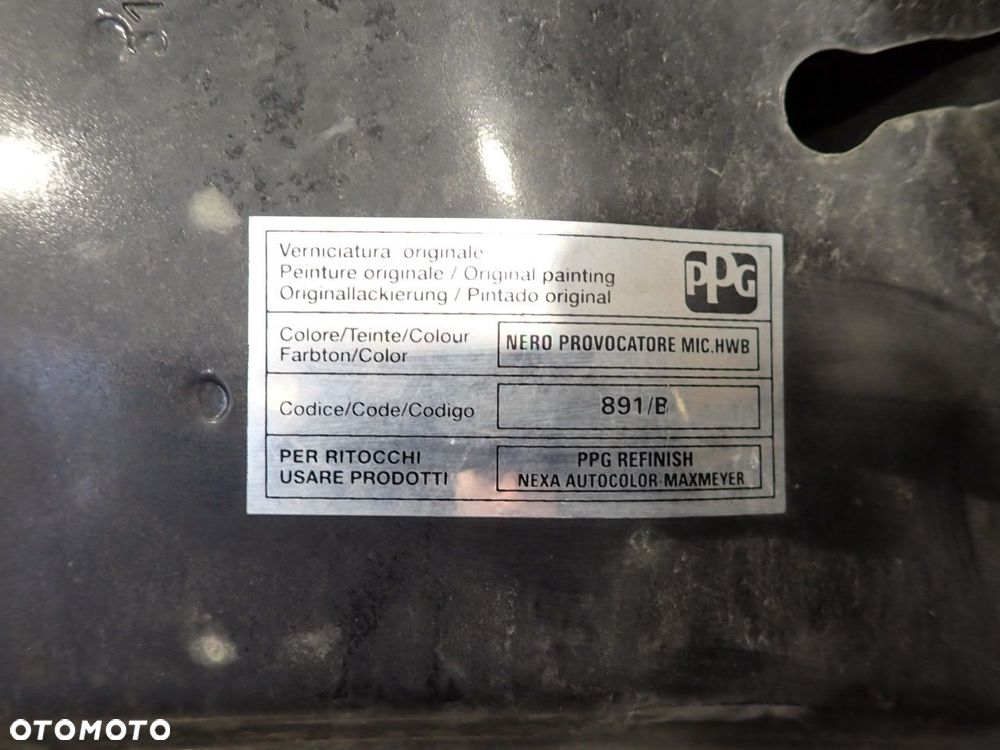 31
Verniciatura originale
Peinture originale / Original painting
Originallackierung / Pintado original
PPG
Colore/Teinte/Colour
Farbton/Color
NERO PROVOCATORE MIC.HWB
Codice/Code/Codigo
891/B
PER RITOCCHI
USARE PRODOTTI
PPG REFINISH
NEXA AUTOCOLOR-MAXMEYER
OTOMOTO